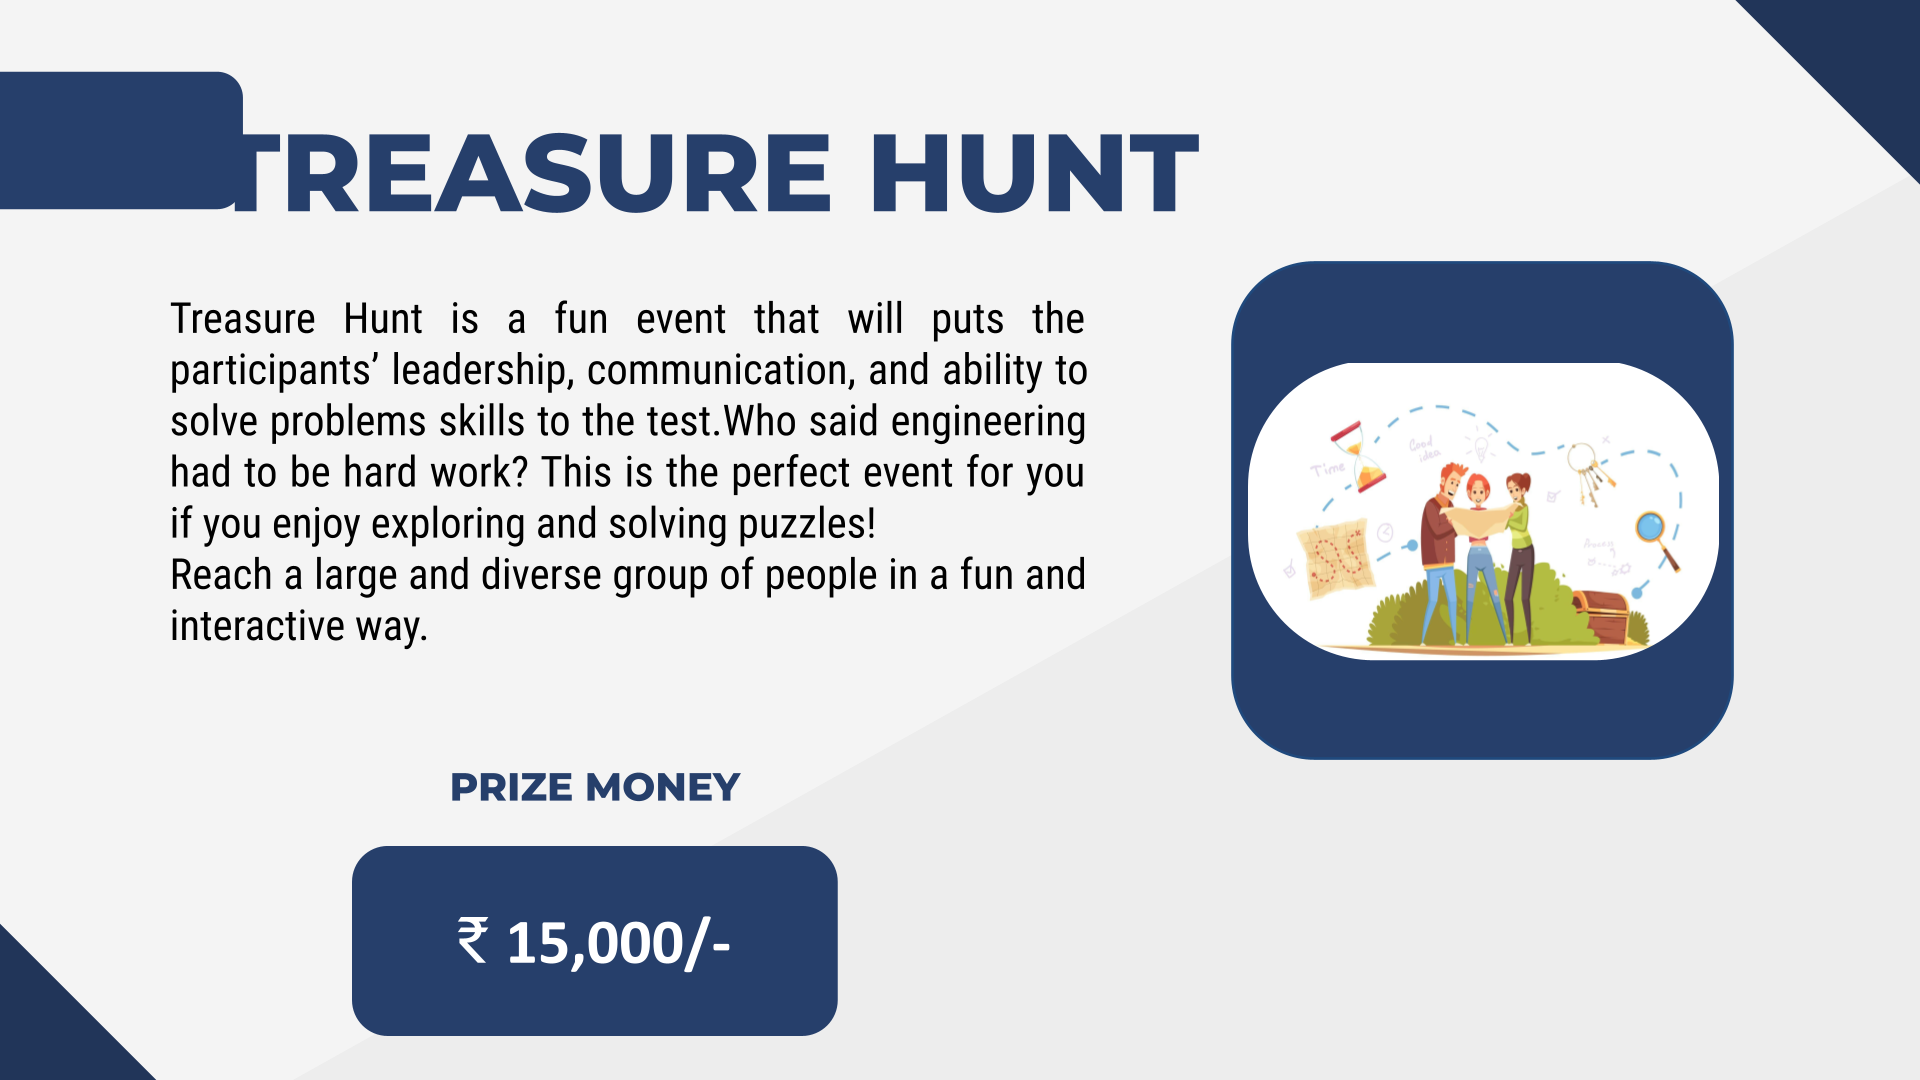 TREASURE HUNT
Treasure Hunt is a fun event that will puts the
participants’ leadership, communication, and ability to
solve problems skills to the test.Who said engineering
had to be hard work? This is the perfect event for you
if you enjoy exploring and solving puzzles!
Reach a large and diverse group of people in a fun and
interactive way.
Time
Good
idea
PRIZE MONEY
₹ 15,000/-